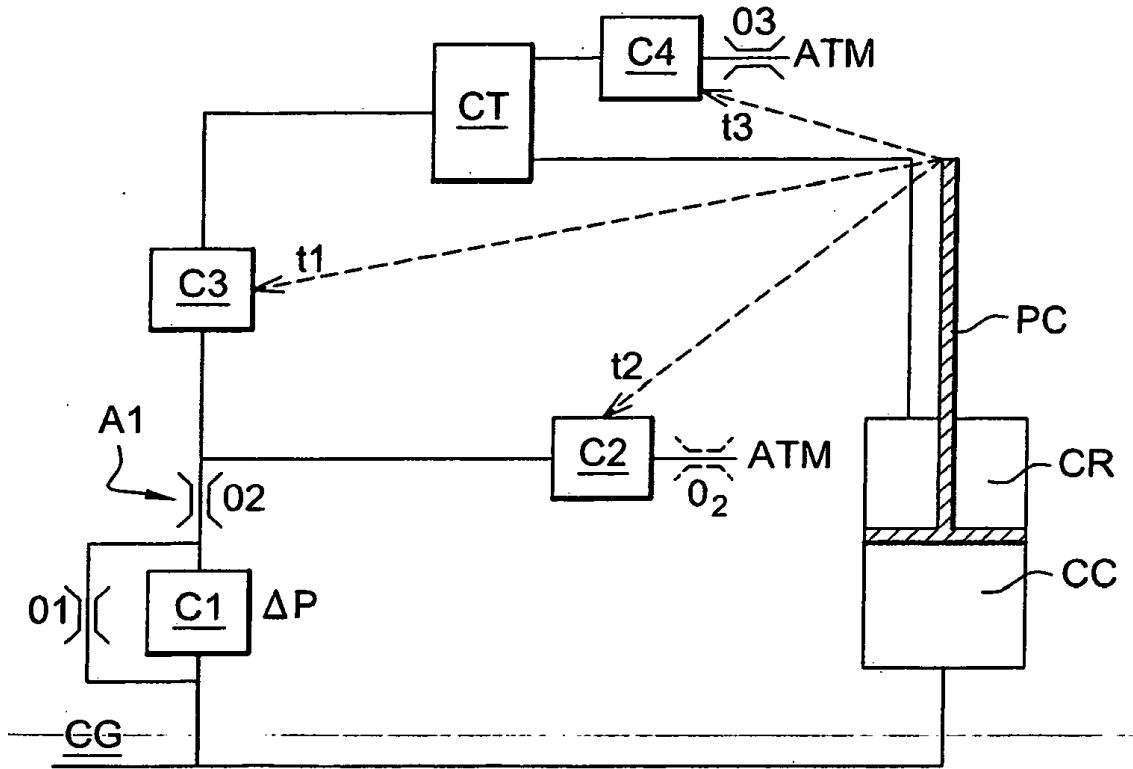 03
C4 ATM
CT
t3
t1
C3
PC
t2
A1
C2 ATM
CR
02
0₂
CC
01 C1 ΔP
CG